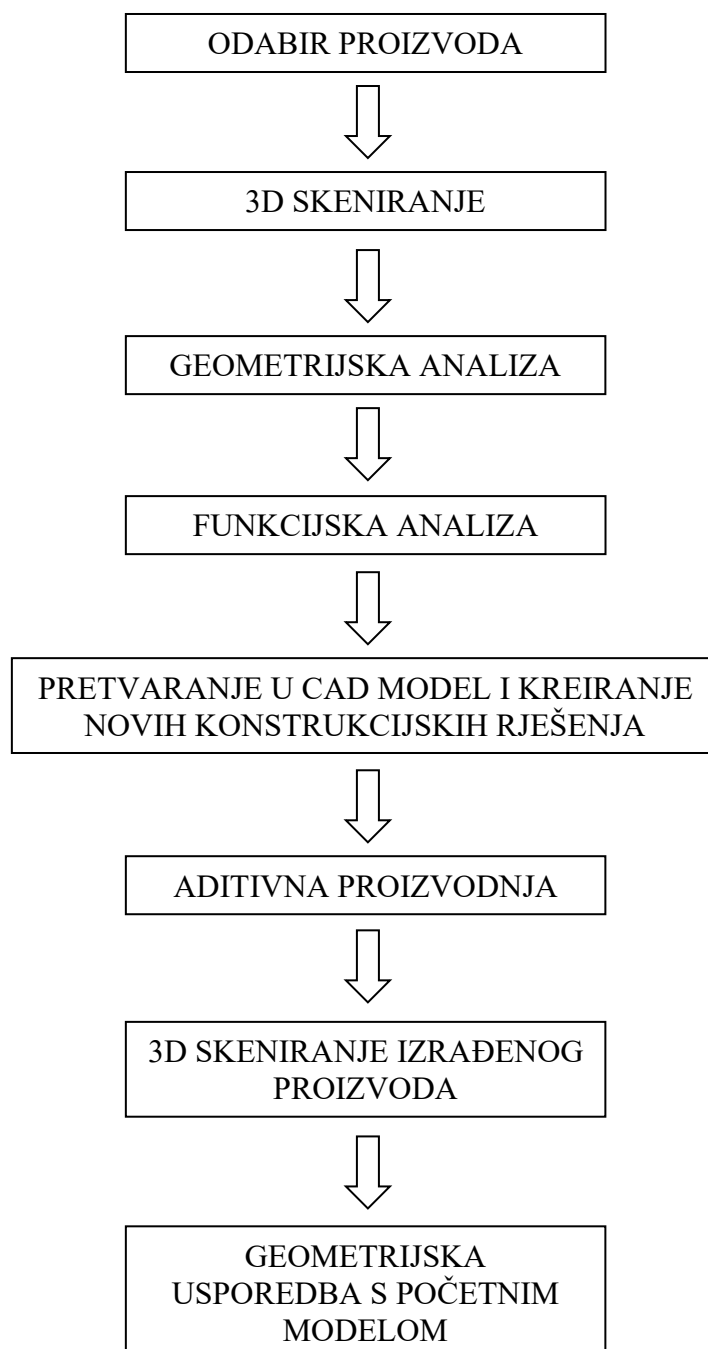 ODABIR PROIZVODA
3D SKENIRANJE
GEOMETRIJSKA ANALIZA
FUNKCIJSKA ANALIZA
PRETVARANJE U CAD MODEL I KREIRANJE
NOVIH KONSTRUKCIJSKIH RJEŠENJA
ADITIVNA PROIZVODNJA
3D SKENIRANJE IZRAĐENOG
PROIZVODA
GEOMETRIJSKA
USPOREDBA S POČETNIM
MODELOM